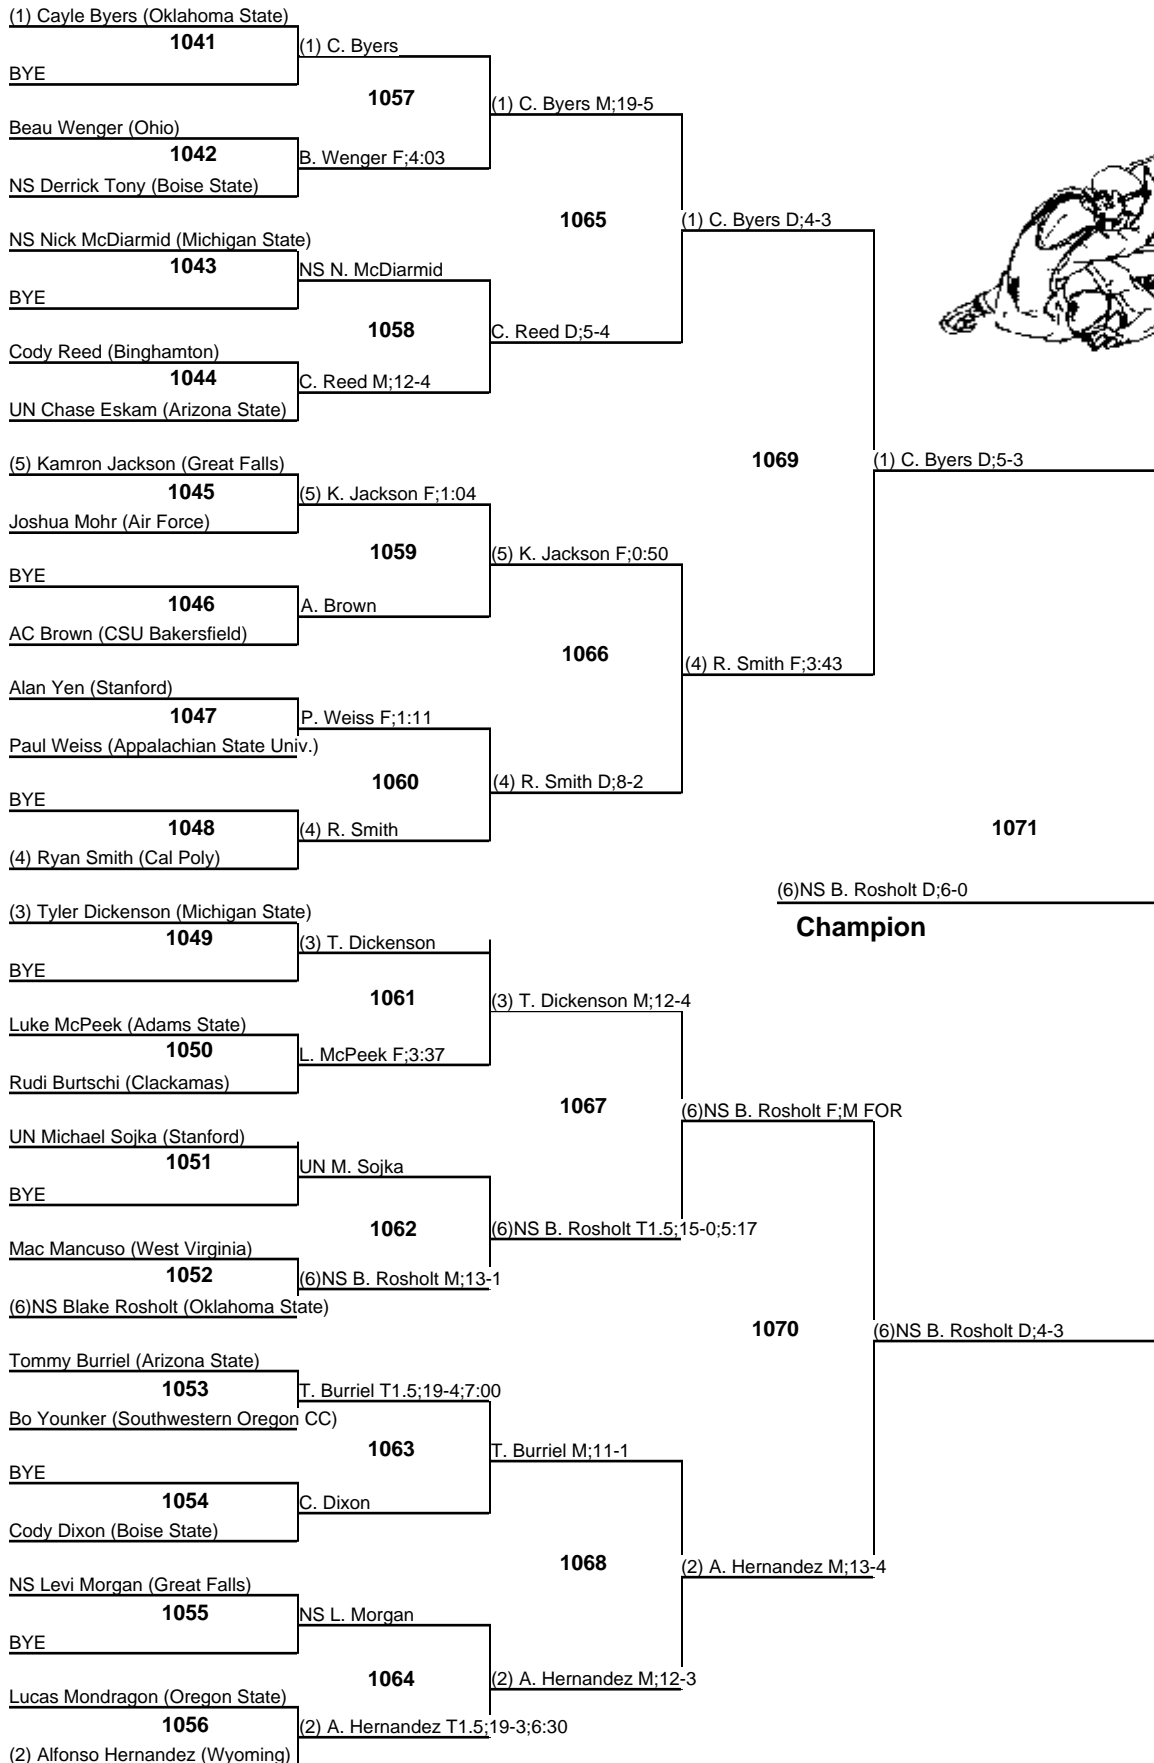 (1) Cayle Byers (Oklahoma State)
1041
(1) C. Byers
BYE
1057
(1) C. Byers M;19-5
Beau Wenger (Ohio)
1042
B. Wenger F;4:03
NS Derrick Tony (Boise State)
1065
(1) C. Byers D;4-3
NS Nick McDiarmid (Michigan State)
1043
NS N. McDiarmid
BYE
1058
C. Reed D;5-4
Cody Reed (Binghamton)
1044
C. Reed M;12-4
UN Chase Eskam (Arizona State)
1069
(1) C. Byers D;5-3
(5) Kamron Jackson (Great Falls)
1045
(5) K. Jackson F;1:04
Joshua Mohr (Air Force)
1059
(5) K. Jackson F;0:50
BYE
1046
A. Brown
AC Brown (CSU Bakersfield)
1066
(4) R. Smith F;3:43
Alan Yen (Stanford)
1047
P. Weiss F;1:11
Paul Weiss (Appalachian State Univ.)
1060
(4) R. Smith D;8-2
BYE
1048
(4) R. Smith
(4) Ryan Smith (Cal Poly)
1071
(6)NS B. Rosholt D;6-0
Champion
(3) Tyler Dickenson (Michigan State)
1049
(3) T. Dickenson
BYE
1061
(3) T. Dickenson M;12-4
Luke McPeek (Adams State)
1050
L. McPeek F;3:37
Rudi Burtschi (Clackamas)
1067
(6)NS B. Rosholt F;M FOR
UN Michael Sojka (Stanford)
1051
UN M. Sojka
BYE
1062
(6)NS B. Rosholt T1.5;15-0;5:17
Mac Mancuso (West Virginia)
1052
(6)NS B. Rosholt M;13-1
(6)NS Blake Rosholt (Oklahoma State)
1070
(6)NS B. Rosholt D;4-3
Tommy Burriel (Arizona State)
1053
T. Burriel T1.5;19-4;7:00
Bo Younker (Southwestern Oregon CC)
1063
T. Burriel M;11-1
BYE
1054
C. Dixon
Cody Dixon (Boise State)
1068
(2) A. Hernandez M;13-4
NS Levi Morgan (Great Falls)
1055
NS L. Morgan
BYE
1064
(2) A. Hernandez M;12-3
Lucas Mondragon (Oregon State)
1056
(2) A. Hernandez T1.5;19-3;6:30
(2) Alfonso Hernandez (Wyoming)